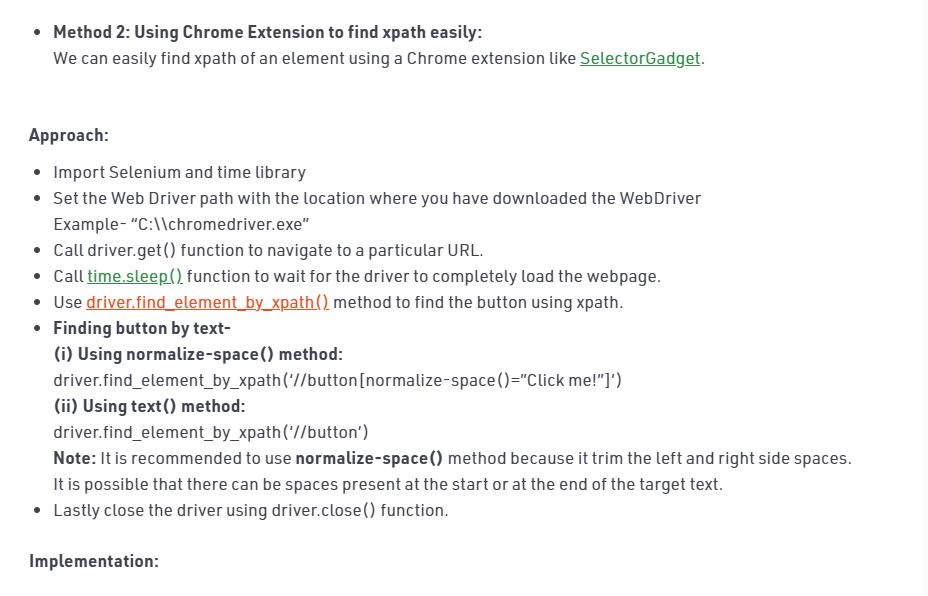 • Method 2: Using Chrome Extension to find xpath easily:
We can easily find xpath of an element using a Chrome extension like SelectorGadget.
Approach:
• Import Selenium and time library
• Set the Web Driver path with the location where you have downloaded the WebDriver
Example- “C:\\chromedriver.exe”
• Call driver.get() function to navigate to a particular URL.
• Call time.sleep() function to wait for the driver to completely load the webpage.
• Use driver.find_element_by_xpath() method to find the button using xpath.
• Finding button by text-
(i) Using normalize-space() method:
driver.find_element_by_xpath(‘//button[normalize-space()=”Click me!”]’)
(ii) Using text() method:
driver.find_element_by_xpath(‘//button’)
Note: It is recommended to use normalize-space() method because it trim the left and right side spaces.
It is possible that there can be spaces present at the start or at the end of the target text.
• Lastly close the driver using driver.close() function.
Implementation: